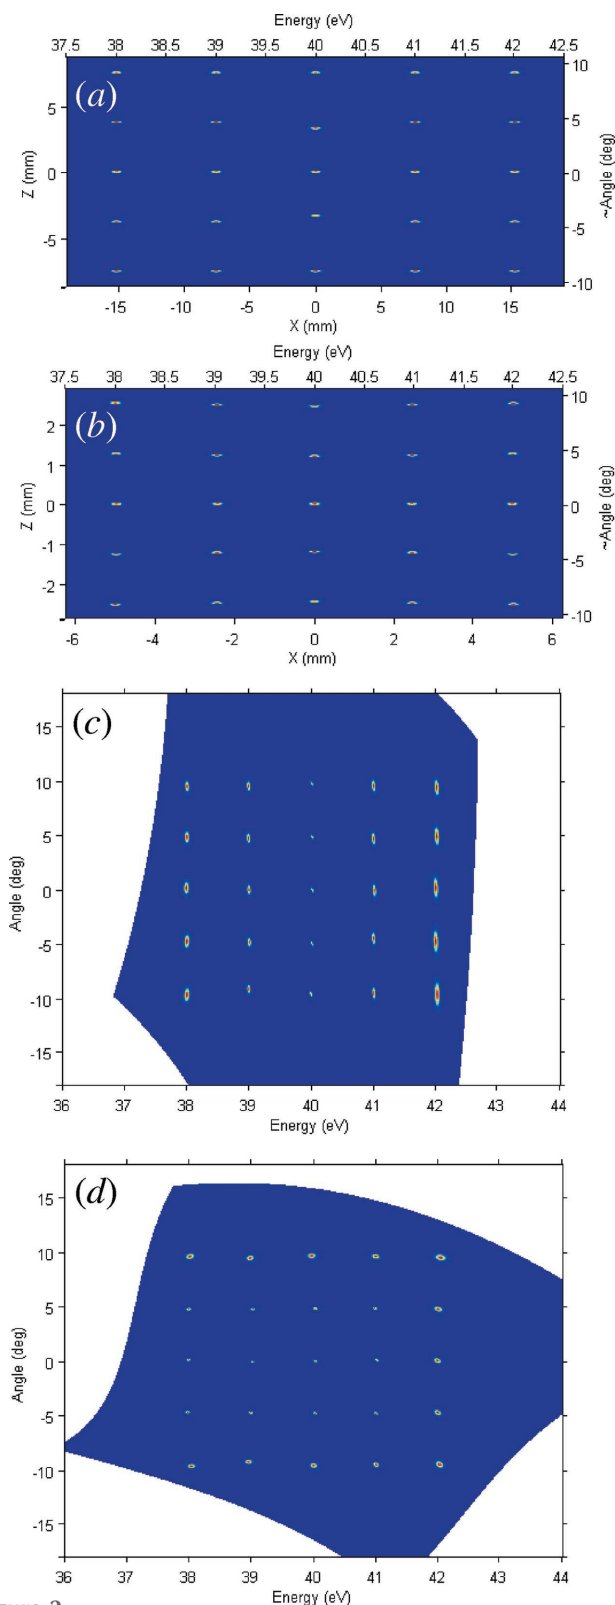 Energy (eV)
37.5 38 38.5 39 39.5 40 40.5 41 41.5 42 42.5
(a)
10
5
5
0
0
-5
-5
-10
Z (mm)
~Angle (deg)
-15 -10 -5 0 5 10 15
X (mm)
Energy (eV)
37.5 38 38.5 39 39.5 40 40.5 41 41.5 42 42.5
(b)
10
2
5
1
0
0
-1
-5
-2
-10
Z (mm)
~Angle (deg)
-6 -4 -2 0 2 4 6
X (mm)
(c)
15
10
5
0
-5
-10
-15
Angle (deg)
36 37 38 39 40 41 42 43 44
Energy (eV)
(d)
15
10
5
0
-5
-10
-15
Angle (deg)
36 37 38 39 40 41 42 43 44
Energy (eV)